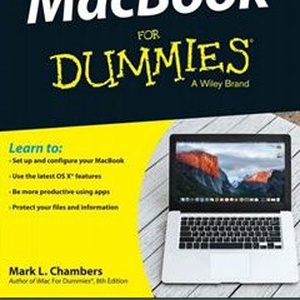 MacBook
FOR
DUMMIES®
A Wiley Brand
Learn to:
• Set up and configure your MacBook
• Use the latest OS X® features
• Be more productive using apps
• Protect your files and information
Mark L. Chambers
Author of iMac For Dummies®, 8th Edition